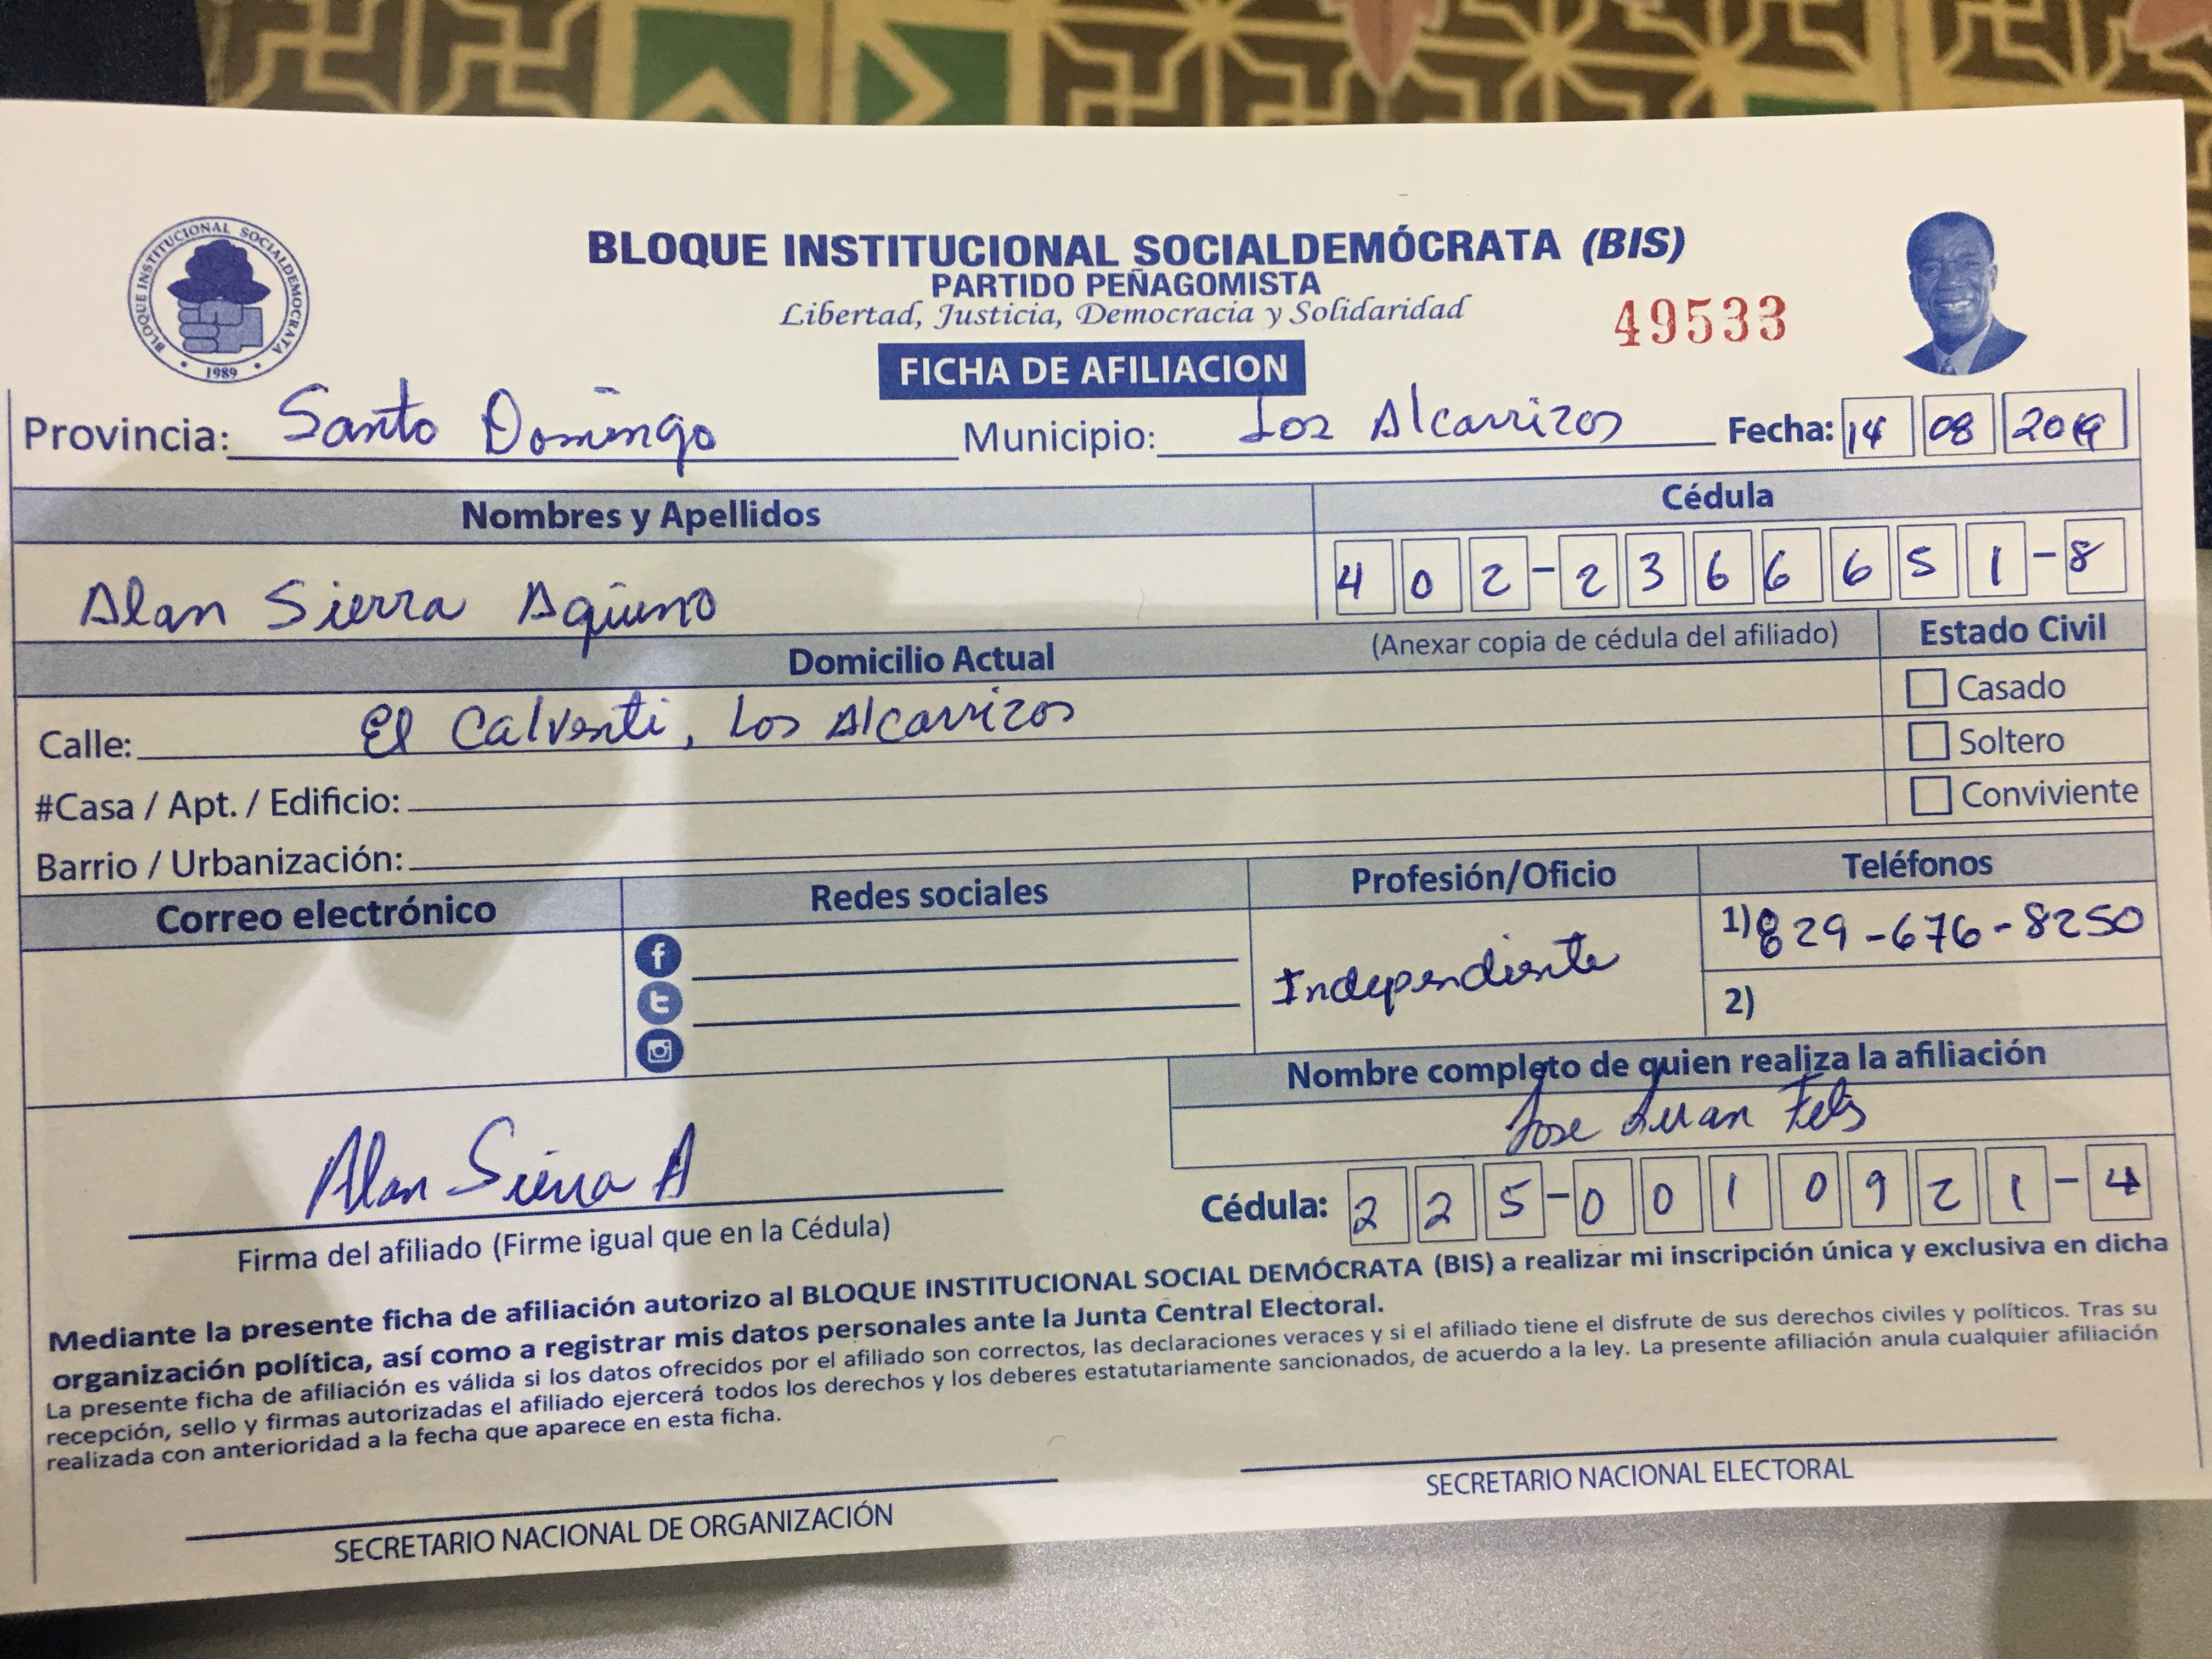 BLOQUE INSTITUCIONAL SOCIALDEMOCRATA
1989
BLOQUE INSTITUCIONAL SOCIALDEMÓCRATA (BIS)
PARTIDO PEÑAGOMISTA
Libertad, Justicia, Democracia y Solidaridad
49533
FICHA DE AFILIACION
Provincia: Santo Domingo Municipio: Los Alcarrizos Fecha: 14 08 2019
Nombres y Apellidos Cédula
Alan Sierra Aquino 402-2366651-8
Domicilio Actual (Anexar copia de cédula del afiliado) Estado Civil
Calle: El Calventi, Los Alcarrizos Casado
Soltero
#Casa / Apt. / Edificio: Conviviente
Barrio / Urbanización:
Correo electrónico Redes sociales Profesión/Oficio Teléfonos
Independiente 1) 829-676-8250
2)
Nombre completo de quien realiza la afiliación
Jose Luan
Alan Sierra A
Cédula: 225-0010921-4
Firma del afiliado (Firme igual que en la Cédula)
Mediante la presente ficha de afiliación autorizo al BLOQUE INSTITUCIONAL SOCIAL DEMÓCRATA (BIS) a realizar mi inscripción única y exclusiva en dicha
organización política, así como a registrar mis datos personales ante la Junta Central Electoral.
La presente ficha de afiliación es válida si los datos ofrecidos por el afiliado son correctos, las declaraciones veraces y si el afiliado tiene el disfrute de sus derechos civiles y políticos. Tras su
recepción, sello y firmas autorizadas el afiliado ejercerá todos los derechos y los deberes estatutariamente sancionados, de acuerdo a la ley. La presente afiliación anula cualquier afiliación
realizada con anterioridad a la fecha que aparece en esta ficha.
SECRETARIO NACIONAL DE ORGANIZACIÓN
SECRETARIO NACIONAL ELECTORAL